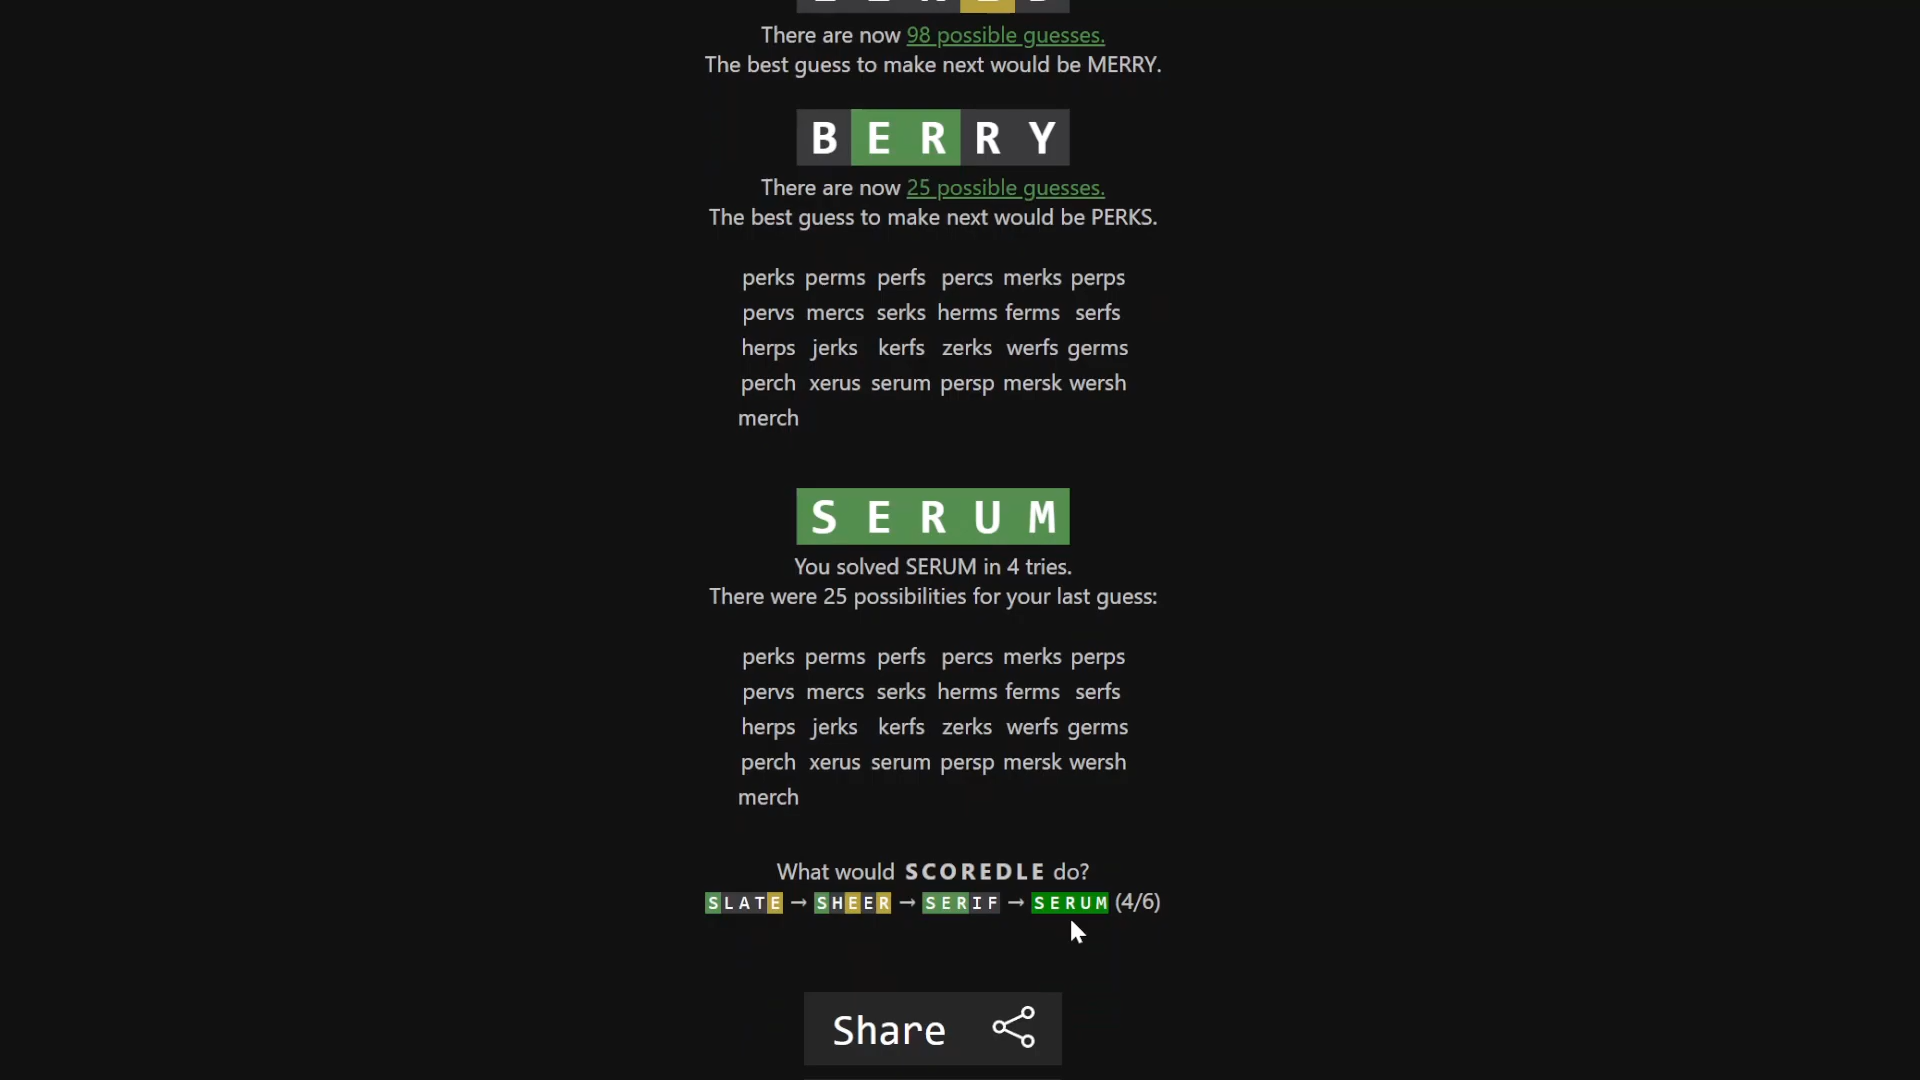 There are now 98 possible guesses.
The best guess to make next would be MERRY.
BERRY
There are now 25 possible guesses.
The best guess to make next would be PERKS.
perks perms perfs percs merks perps
pervs mercs serks herms ferms serfs
herps jerks kerfs zerks werfs germs
perch xerus serum persp mersk wersh
merch
SERUM
You solved SERUM in 4 tries.
There were 25 possibilities for your last guess:
perks perms perfs percs merks perps
pervs mercs serks herms ferms serfs
herps jerks kerfs zerks werfs germs
perch xerus serum persp mersk wersh
merch
What would SCOREDLE do?
SLATE → SHEER → SERIF → SERUM (4/6)
Share